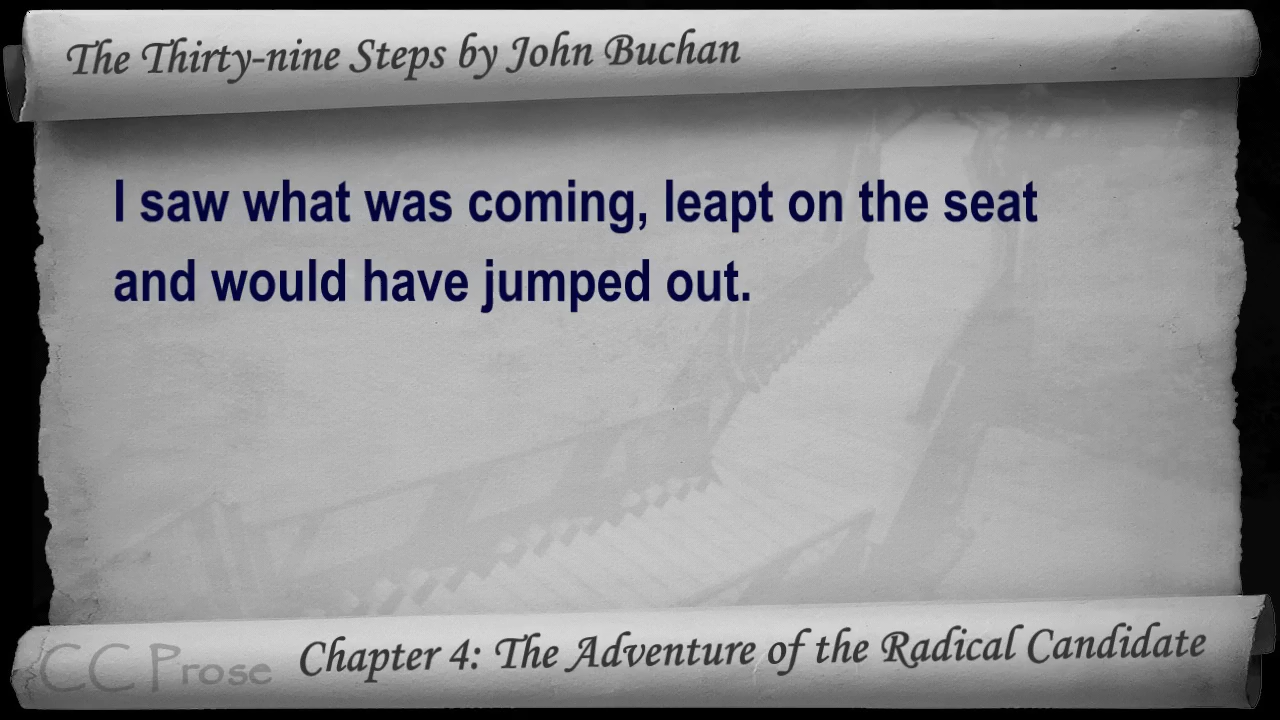 The Thirty-nine Steps by John Buchan
I saw what was coming, leapt on the seat
and would have jumped out.
CC Prose
Chapter 4: The Adventure of the Radical Candidate